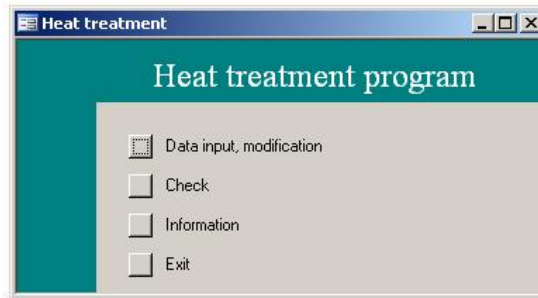 Heat treatment
Heat treatment program
Data input, modification
Check
Information
Exit